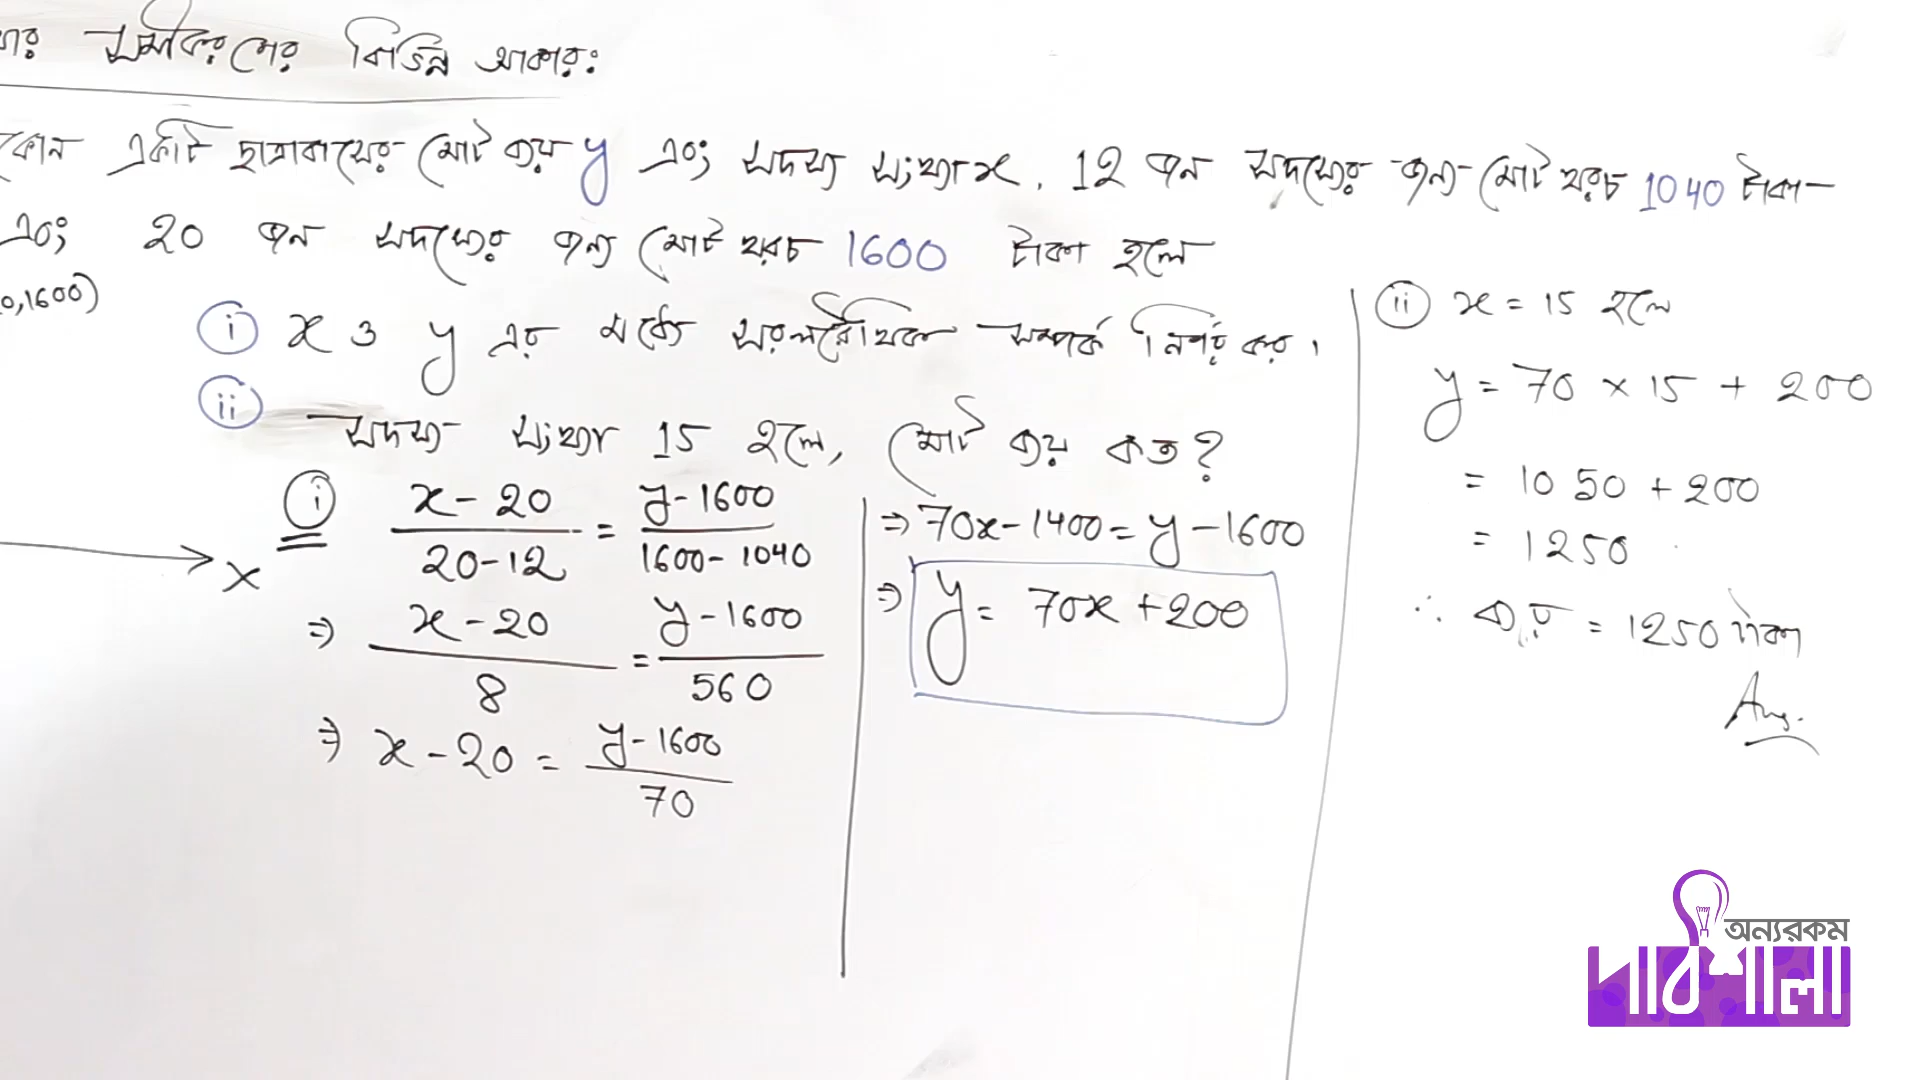 সমীকরণের বিভিন্ন আকার:
কোন একটি ছাত্রাবাসের মোট ব্যয় y এবং সদস্য সংখ্যা x. 12 জন সদস্যের জন্য মোট খরচ 1040 টাকা
এবং 20 জন সদস্যের জন্য মোট খরচ 1600 টাকা হলে
0,1600)
i x ও y এর মধ্যে সরলরৈখিক সম্পর্ক নির্ণয় কর।
ii সদস্য সংখ্যা 15 হলে, মোট ব্যয় কত?
X
i (x - 20)/(20 - 12) = (y - 1600)/(1600 - 1040)
⇒ (x - 20)/8 = (y - 1600)/560
⇒ x - 20 = (y - 1600)/70
⇒ 70x - 1400 = y - 1600
⇒ y = 70x + 200
ii x = 15 হলে
y = 70 × 15 + 200
= 1050 + 200
= 1250
∴ ব্যয় = 1250 টাকা
Ans.
অন্যরকম
পাঠশালা